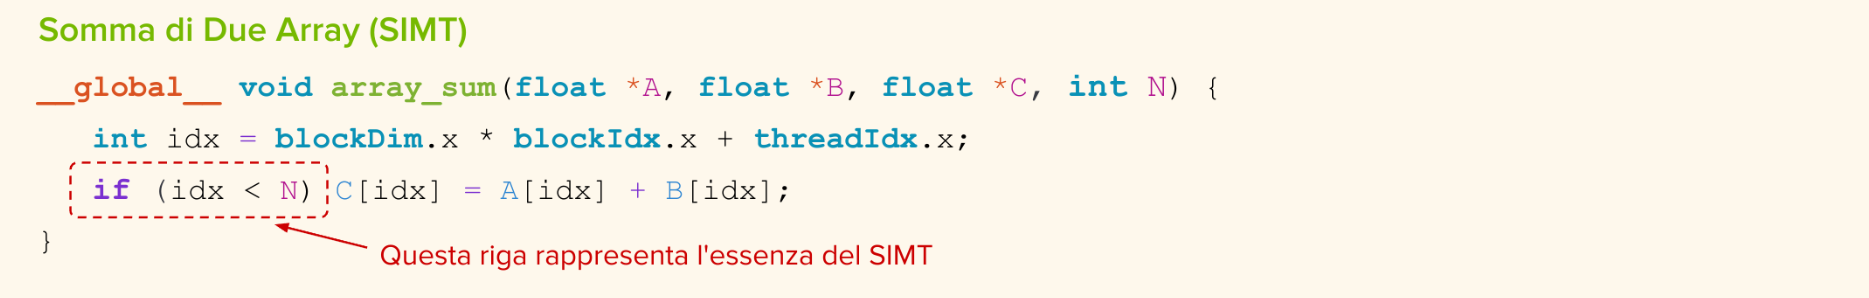 Somma di Due Array (SIMT)
__global__ void array_sum(float *A, float *B, float *C, int N) {
int idx = blockDim.x * blockIdx.x + threadIdx.x;
if (idx < N) C[idx] = A[idx] + B[idx];
}
Questa riga rappresenta l'essenza del SIMT